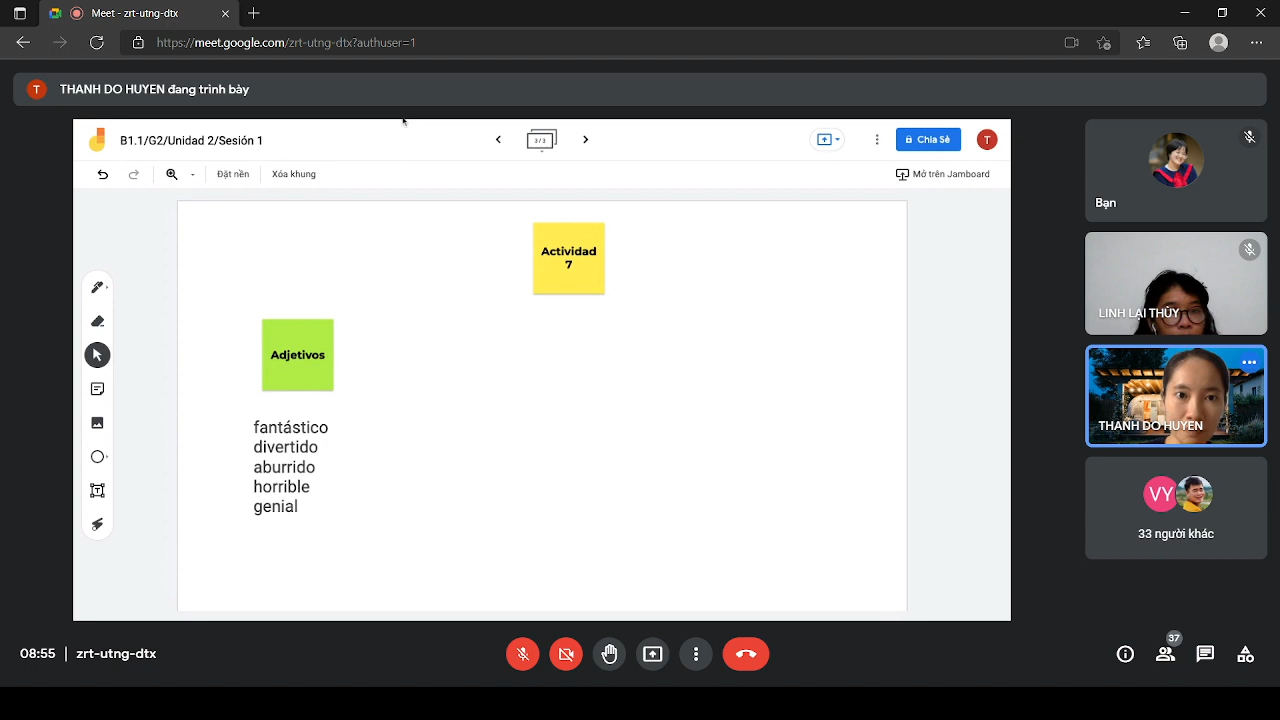 Meet - zrt-utng-dtx
https://meet.google.com/zrt-utng-dtx?authuser=1
T
THANH DO HUYEN đang trình bày
B1.1/G2/Unidad 2/Sesión 1
3/3
Chia Sẻ
T
Đặt nền
Xóa khung
Mở trên Jamboard
Actividad
7
Adjetivos
fantástico
divertido
aburrido
horrible
genial
Bạn
LINH LẠI THÙY
THANH DO HUYEN
VY
33 người khác
08:55 | zrt-utng-dtx
37